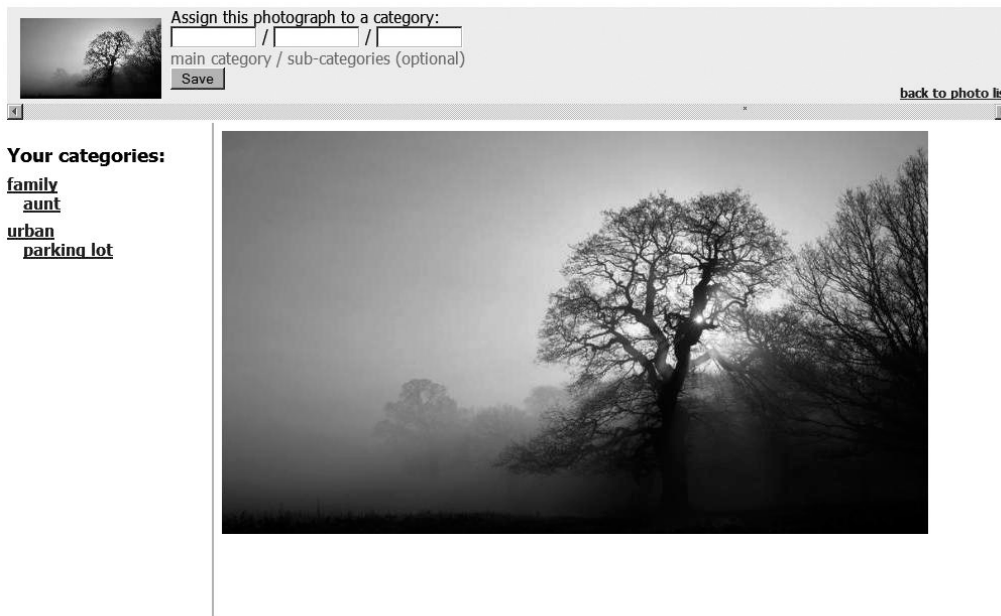 Assign this photograph to a category:
/ /
main category / sub-categories (optional)
Save
back to photo lis
Your categories:
family
aunt
urban
parking lot